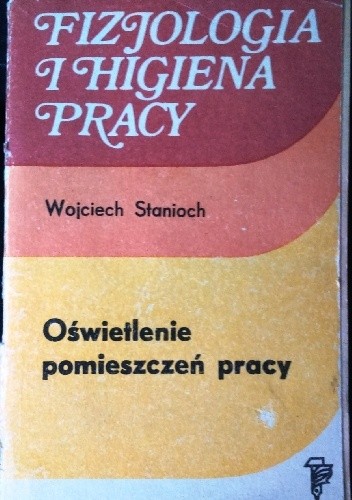 FIZJOLOGIA
I HIGIENA
PRACY
Wojciech Stanioch
Oświetlenie
pomieszczeń pracy